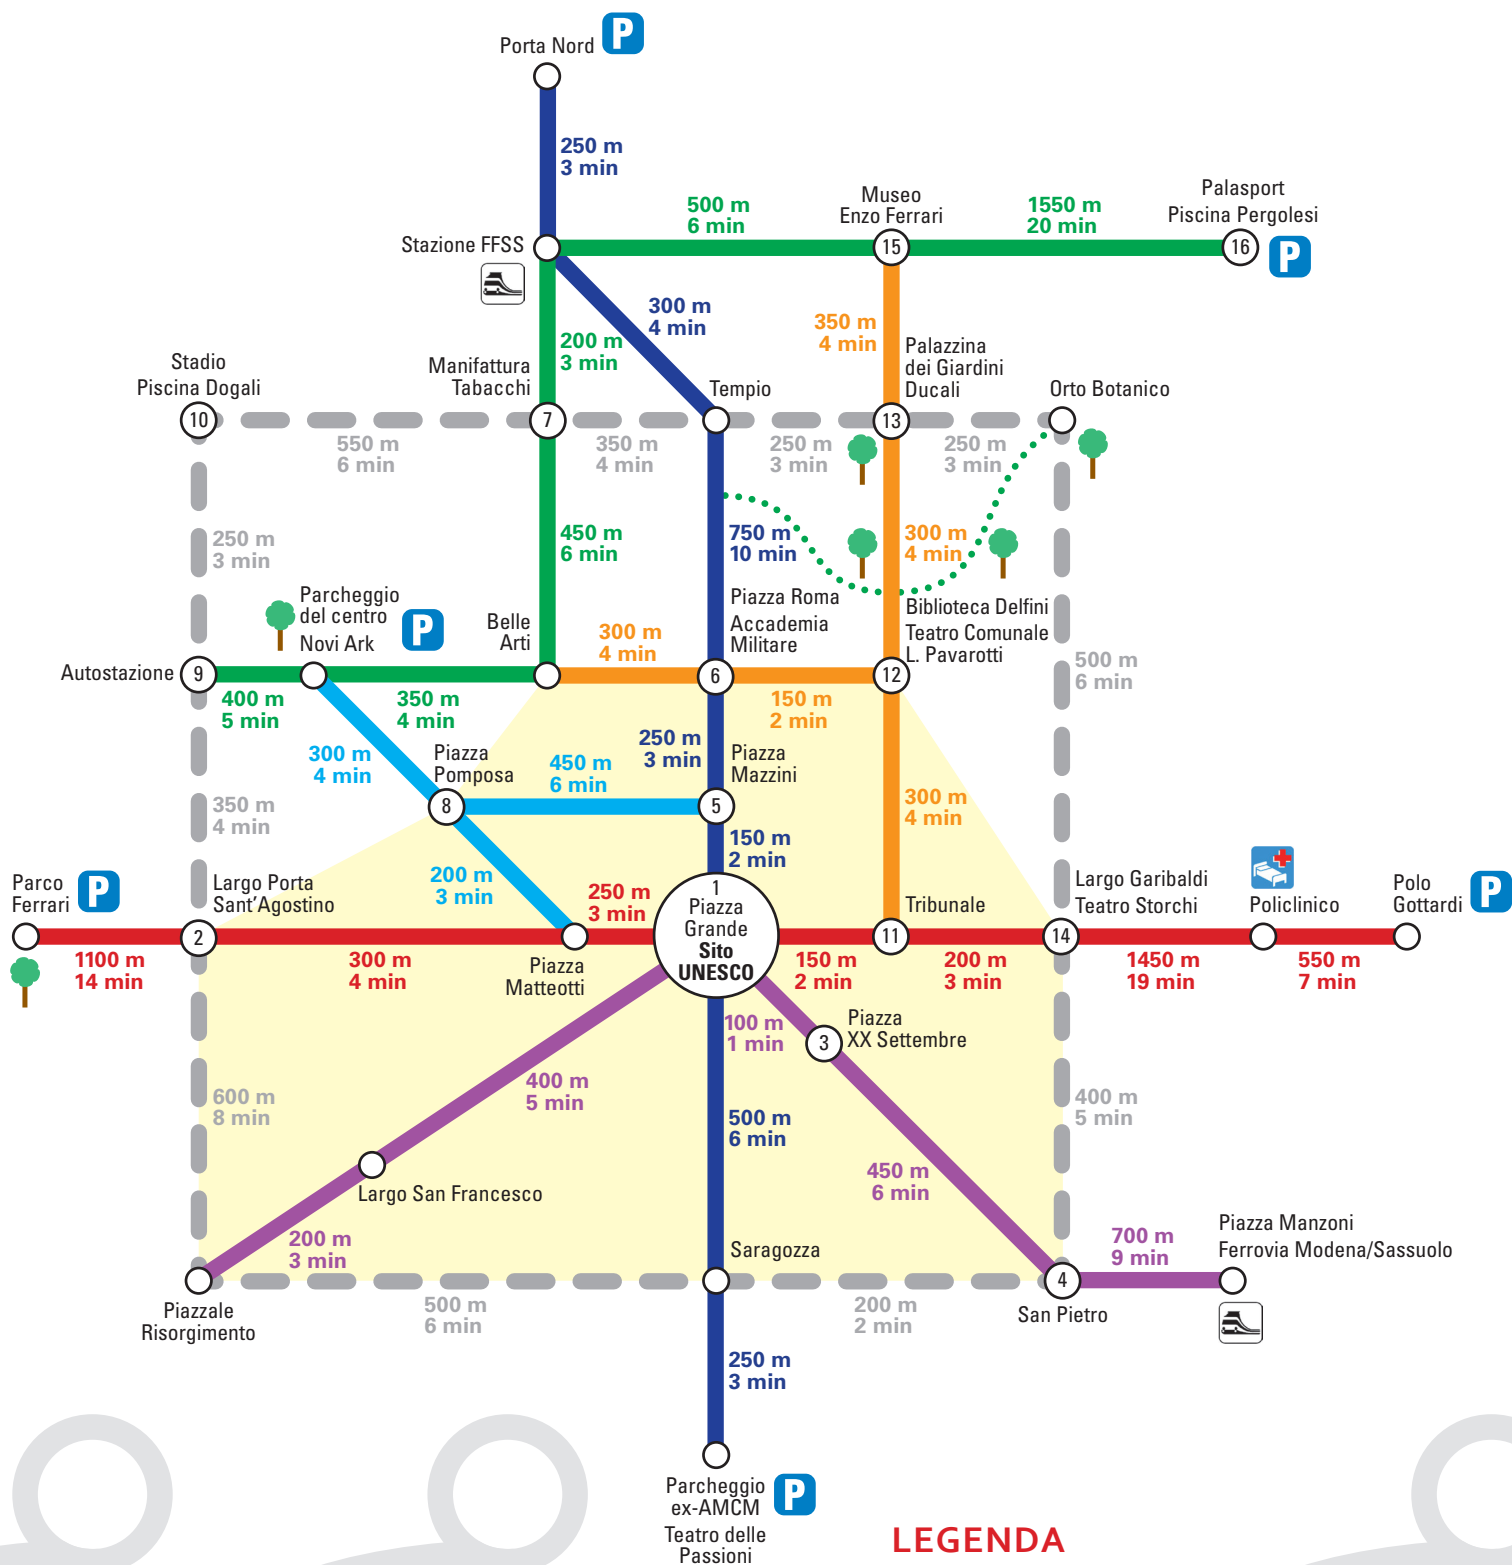 Porta Nord
P
250 m
3 min
Stazione FFSS
500 m
6 min
Museo
Enzo Ferrari
15
1550 m
20 min
Palasport
Piscina Pergolesi
16
P
300 m
4 min
200 m
3 min
350 m
4 min
Stadio
Piscina Dogali
10
Manifattura
Tabacchi
7
Tempio
Palazzina
dei Giardini
Ducali
13
Orto Botanico
550 m
6 min
350 m
4 min
250 m
3 min
250 m
3 min
250 m
3 min
450 m
6 min
750 m
10 min
300 m
4 min
Parcheggio
del centro
Novi Ark
P
Belle
Arti
300 m
4 min
Piazza Roma
Accademia
Militare
6
Biblioteca Delfini
Teatro Comunale
L. Pavarotti
12
500 m
6 min
Autostazione
9
400 m
5 min
350 m
4 min
150 m
2 min
300 m
4 min
Piazza
Pomposa
8
450 m
6 min
250 m
3 min
Piazza
Mazzini
5
350 m
4 min
300 m
4 min
150 m
2 min
Parco
Ferrari
P
Largo Porta
Sant'Agostino
2
200 m
3 min
250 m
3 min
1
Piazza
Grande
Sito
UNESCO
Tribunale
11
Largo Garibaldi
Teatro Storchi
14
Policlinico
Polo
Gottardi
P
1100 m
14 min
300 m
4 min
Piazza
Matteotti
150 m
2 min
200 m
3 min
1450 m
19 min
550 m
7 min
100 m
1 min
Piazza
XX Settembre
3
400 m
5 min
600 m
8 min
500 m
6 min
400 m
5 min
450 m
6 min
Largo San Francesco
200 m
3 min
Saragozza
700 m
9 min
Piazza Manzoni
Ferrovia Modena/Sassuolo
4
San Pietro
Piazzale
Risorgimento
500 m
6 min
200 m
2 min
250 m
3 min
Parcheggio
ex-AMCM
Teatro delle
Passioni
P
LEGENDA